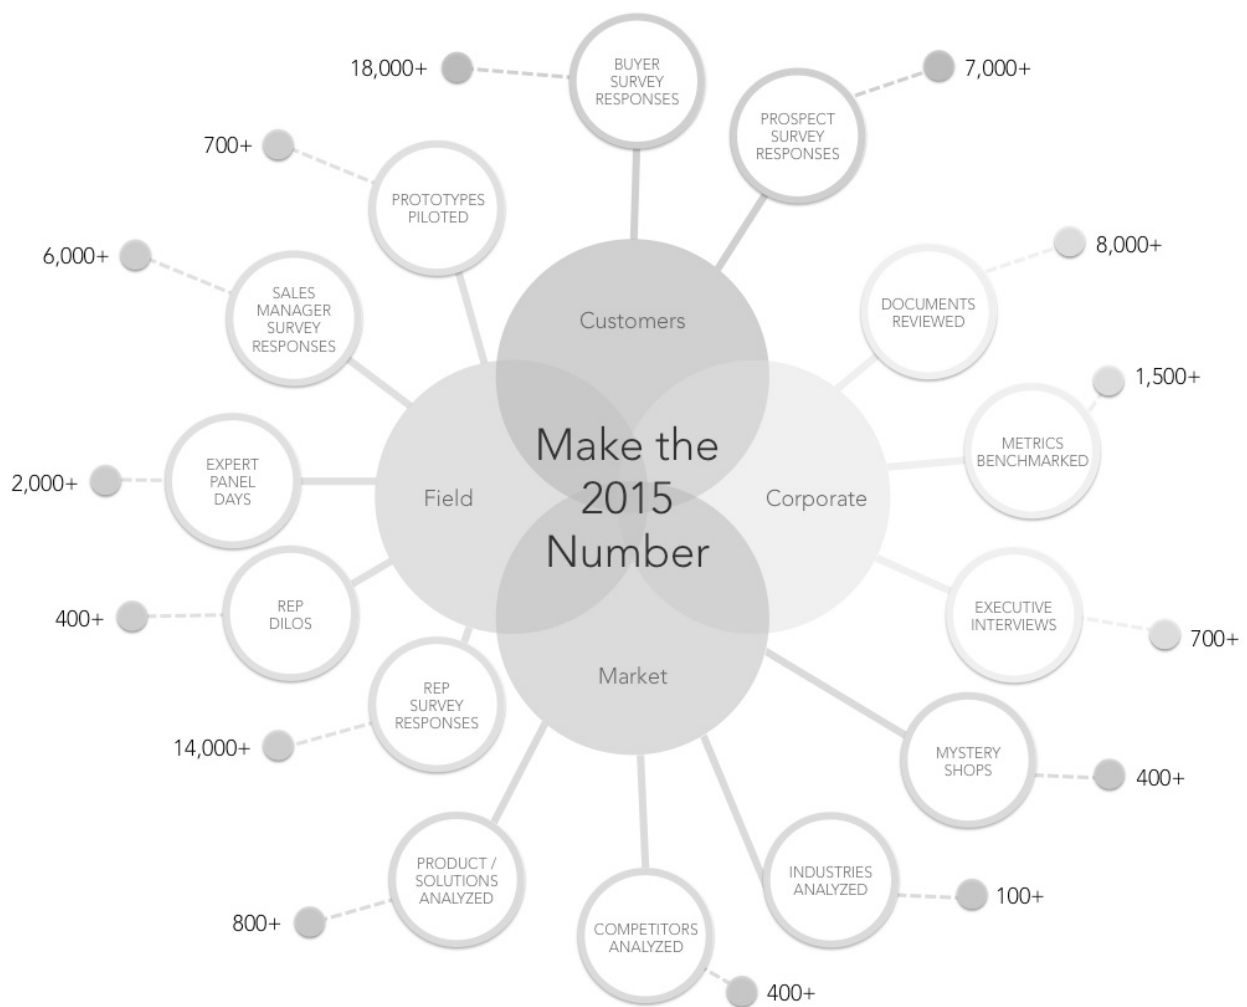 18,000+
BUYER
SURVEY
RESPONSES
7,000+
PROSPECT
SURVEY
RESPONSES
700+
PROTOTYPES
PILOTED
6,000+
SALES
MANAGER
SURVEY
RESPONSES
8,000+
DOCUMENTS
REVIEWED
1,500+
METRICS
BENCHMARKED
Customers
Make the
2015
Number
Field
Corporate
Market
2,000+
EXPERT
PANEL
DAYS
400+
REP
DILOS
EXECUTIVE
INTERVIEWS
700+
14,000+
REP
SURVEY
RESPONSES
MYSTERY
SHOPS
400+
800+
PRODUCT /
SOLUTIONS
ANALYZED
COMPETITORS
ANALYZED
400+
INDUSTRIES
ANALYZED
100+